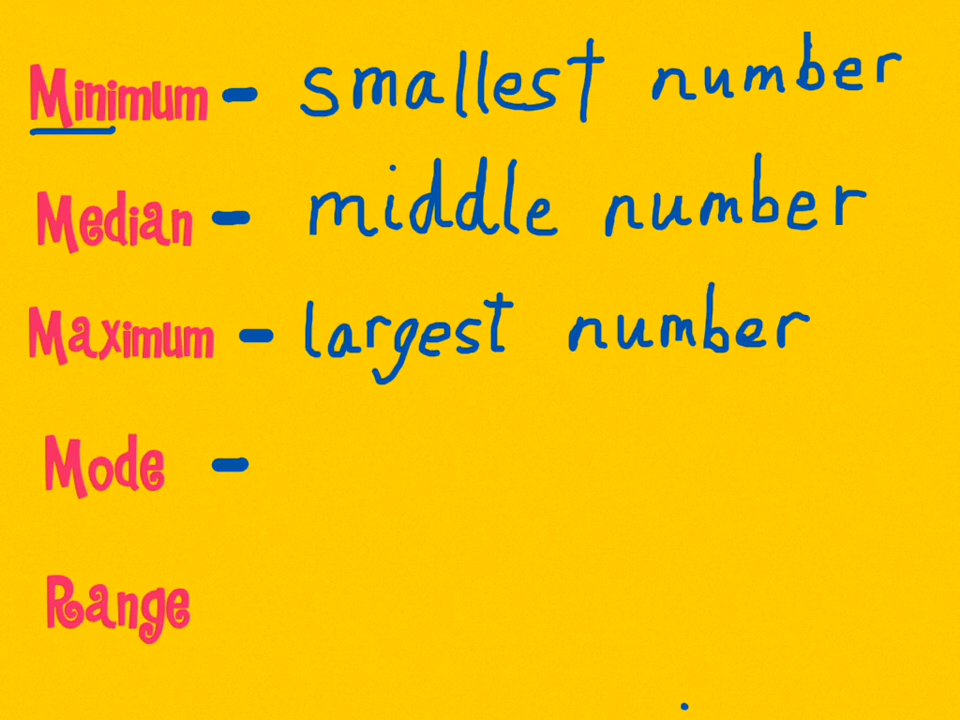 Minimum - smallest number
Median - middle number
Maximum - largest number
Mode -
Range